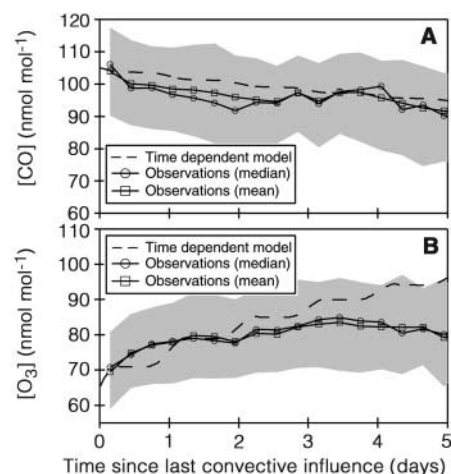 A
[CO] (nmol mol⁻¹)
120
110
100
90
80
70
60
Time dependent model
Observations (median)
Observations (mean)
B
[O₃] (nmol mol⁻¹)
110
100
90
80
70
60
Time dependent model
Observations (median)
Observations (mean)
0 1 2 3 4 5
Time since last convective influence (days)